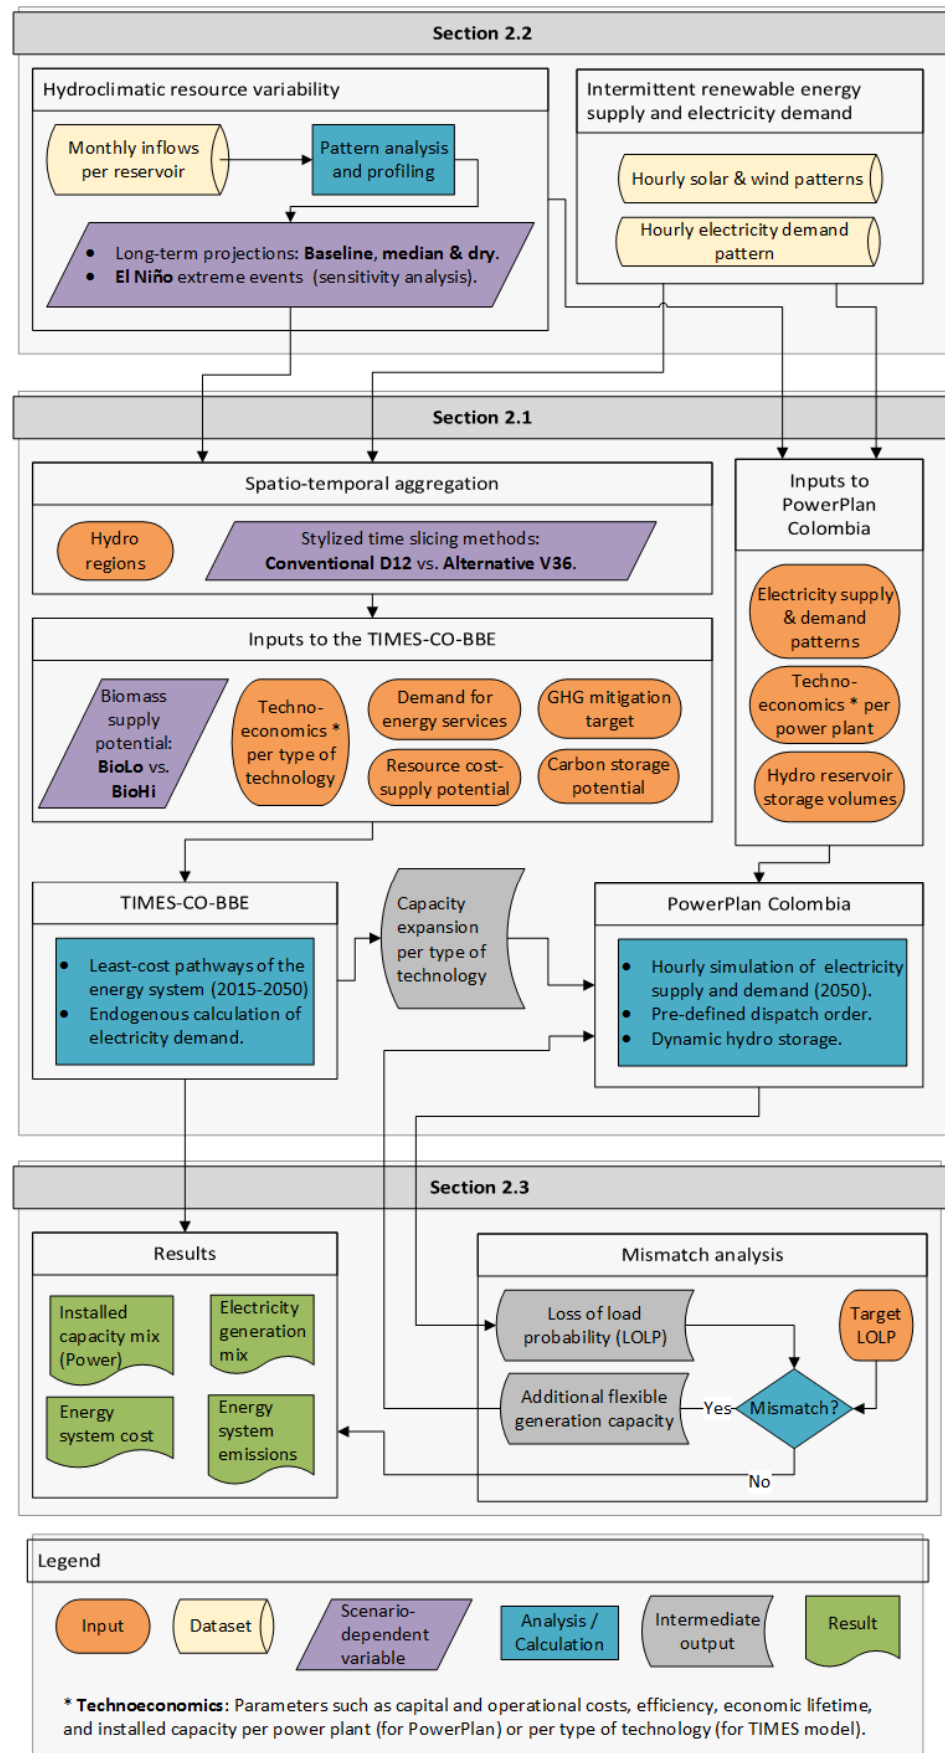 Section 2.2
Hydroclimatic resource variability
Monthly inflows
per reservoir
Pattern analysis
and profiling
• Long-term projections: Baseline, median & dry.
• El Niño extreme events (sensitivity analysis).
Intermittent renewable energy
supply and electricity demand
Hourly solar & wind patterns
Hourly electricity demand
pattern
Section 2.1
Spatio-temporal aggregation
Hydro
regions
Stylized time slicing methods:
Conventional D12 vs. Alternative V36.
Inputs to
PowerPlan
Colombia
Electricity supply
& demand
patterns
Techno-
economics * per
power plant
Hydro reservoir
storage volumes
Inputs to the TIMES-CO-BBE
Biomass
supply
potential:
BioLo vs.
BioHi
Techno-
economics *
per type of
technology
Demand for
energy services
GHG mitigation
target
Resource cost-
supply potential
Carbon storage
potential
TIMES-CO-BBE
• Least-cost pathways of the
energy system (2015-2050)
• Endogenous calculation of
electricity demand.
Capacity
expansion
per type of
technology
PowerPlan Colombia
• Hourly simulation of electricity
supply and demand (2050).
• Pre-defined dispatch order.
• Dynamic hydro storage.
Section 2.3
Results
Installed
capacity mix
(Power)
Electricity
generation
mix
Energy
system cost
Energy
system
emissions
Mismatch analysis
Loss of load
probability (LOLP)
Target
LOLP
Additional flexible
generation capacity
Yes
Mismatch?
No
Legend
Input
Dataset
Scenario-
dependent
variable
Analysis /
Calculation
Intermediate
output
Result
* Technoeconomics: Parameters such as capital and operational costs, efficiency, economic lifetime,
and installed capacity per power plant (for PowerPlan) or per type of technology (for TIMES model).